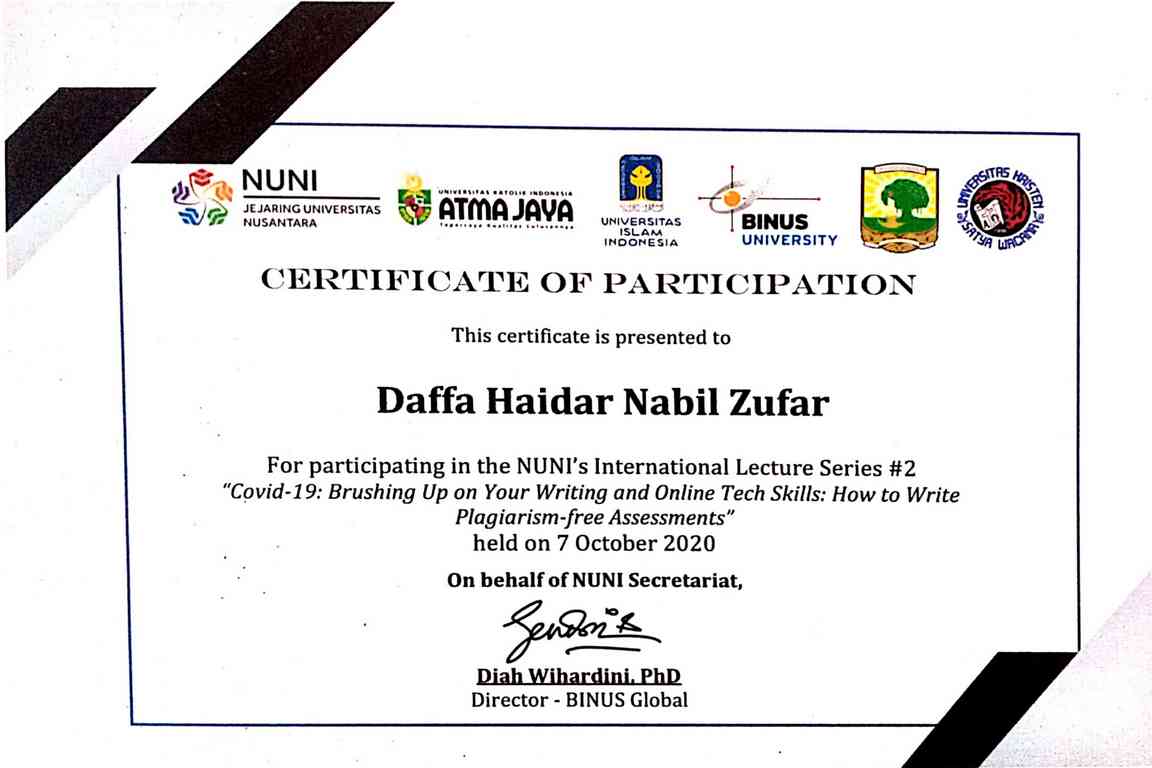 NUNI
JEJARING UNIVERSITAS
NUSANTARA
UNIVERSITAS KATOLIK INDONESIA
ATMA JAYA
UNIVERSITAS
ISLAM
INDONESIA
BINUS
UNIVERSITY
UNIVERSITAS KRISTEN
SATYA WACANA
CERTIFICATE OF PARTICIPATION
This certificate is presented to
Daffa Haidar Nabil Zufar
For participating in the NUNI's International Lecture Series #2
“Covid-19: Brushing Up on Your Writing and Online Tech Skills: How to Write
Plagiarism-free Assessments”
held on 7 October 2020
On behalf of NUNI Secretariat,
Diah Wihardini, PhD
Director - BINUS Global